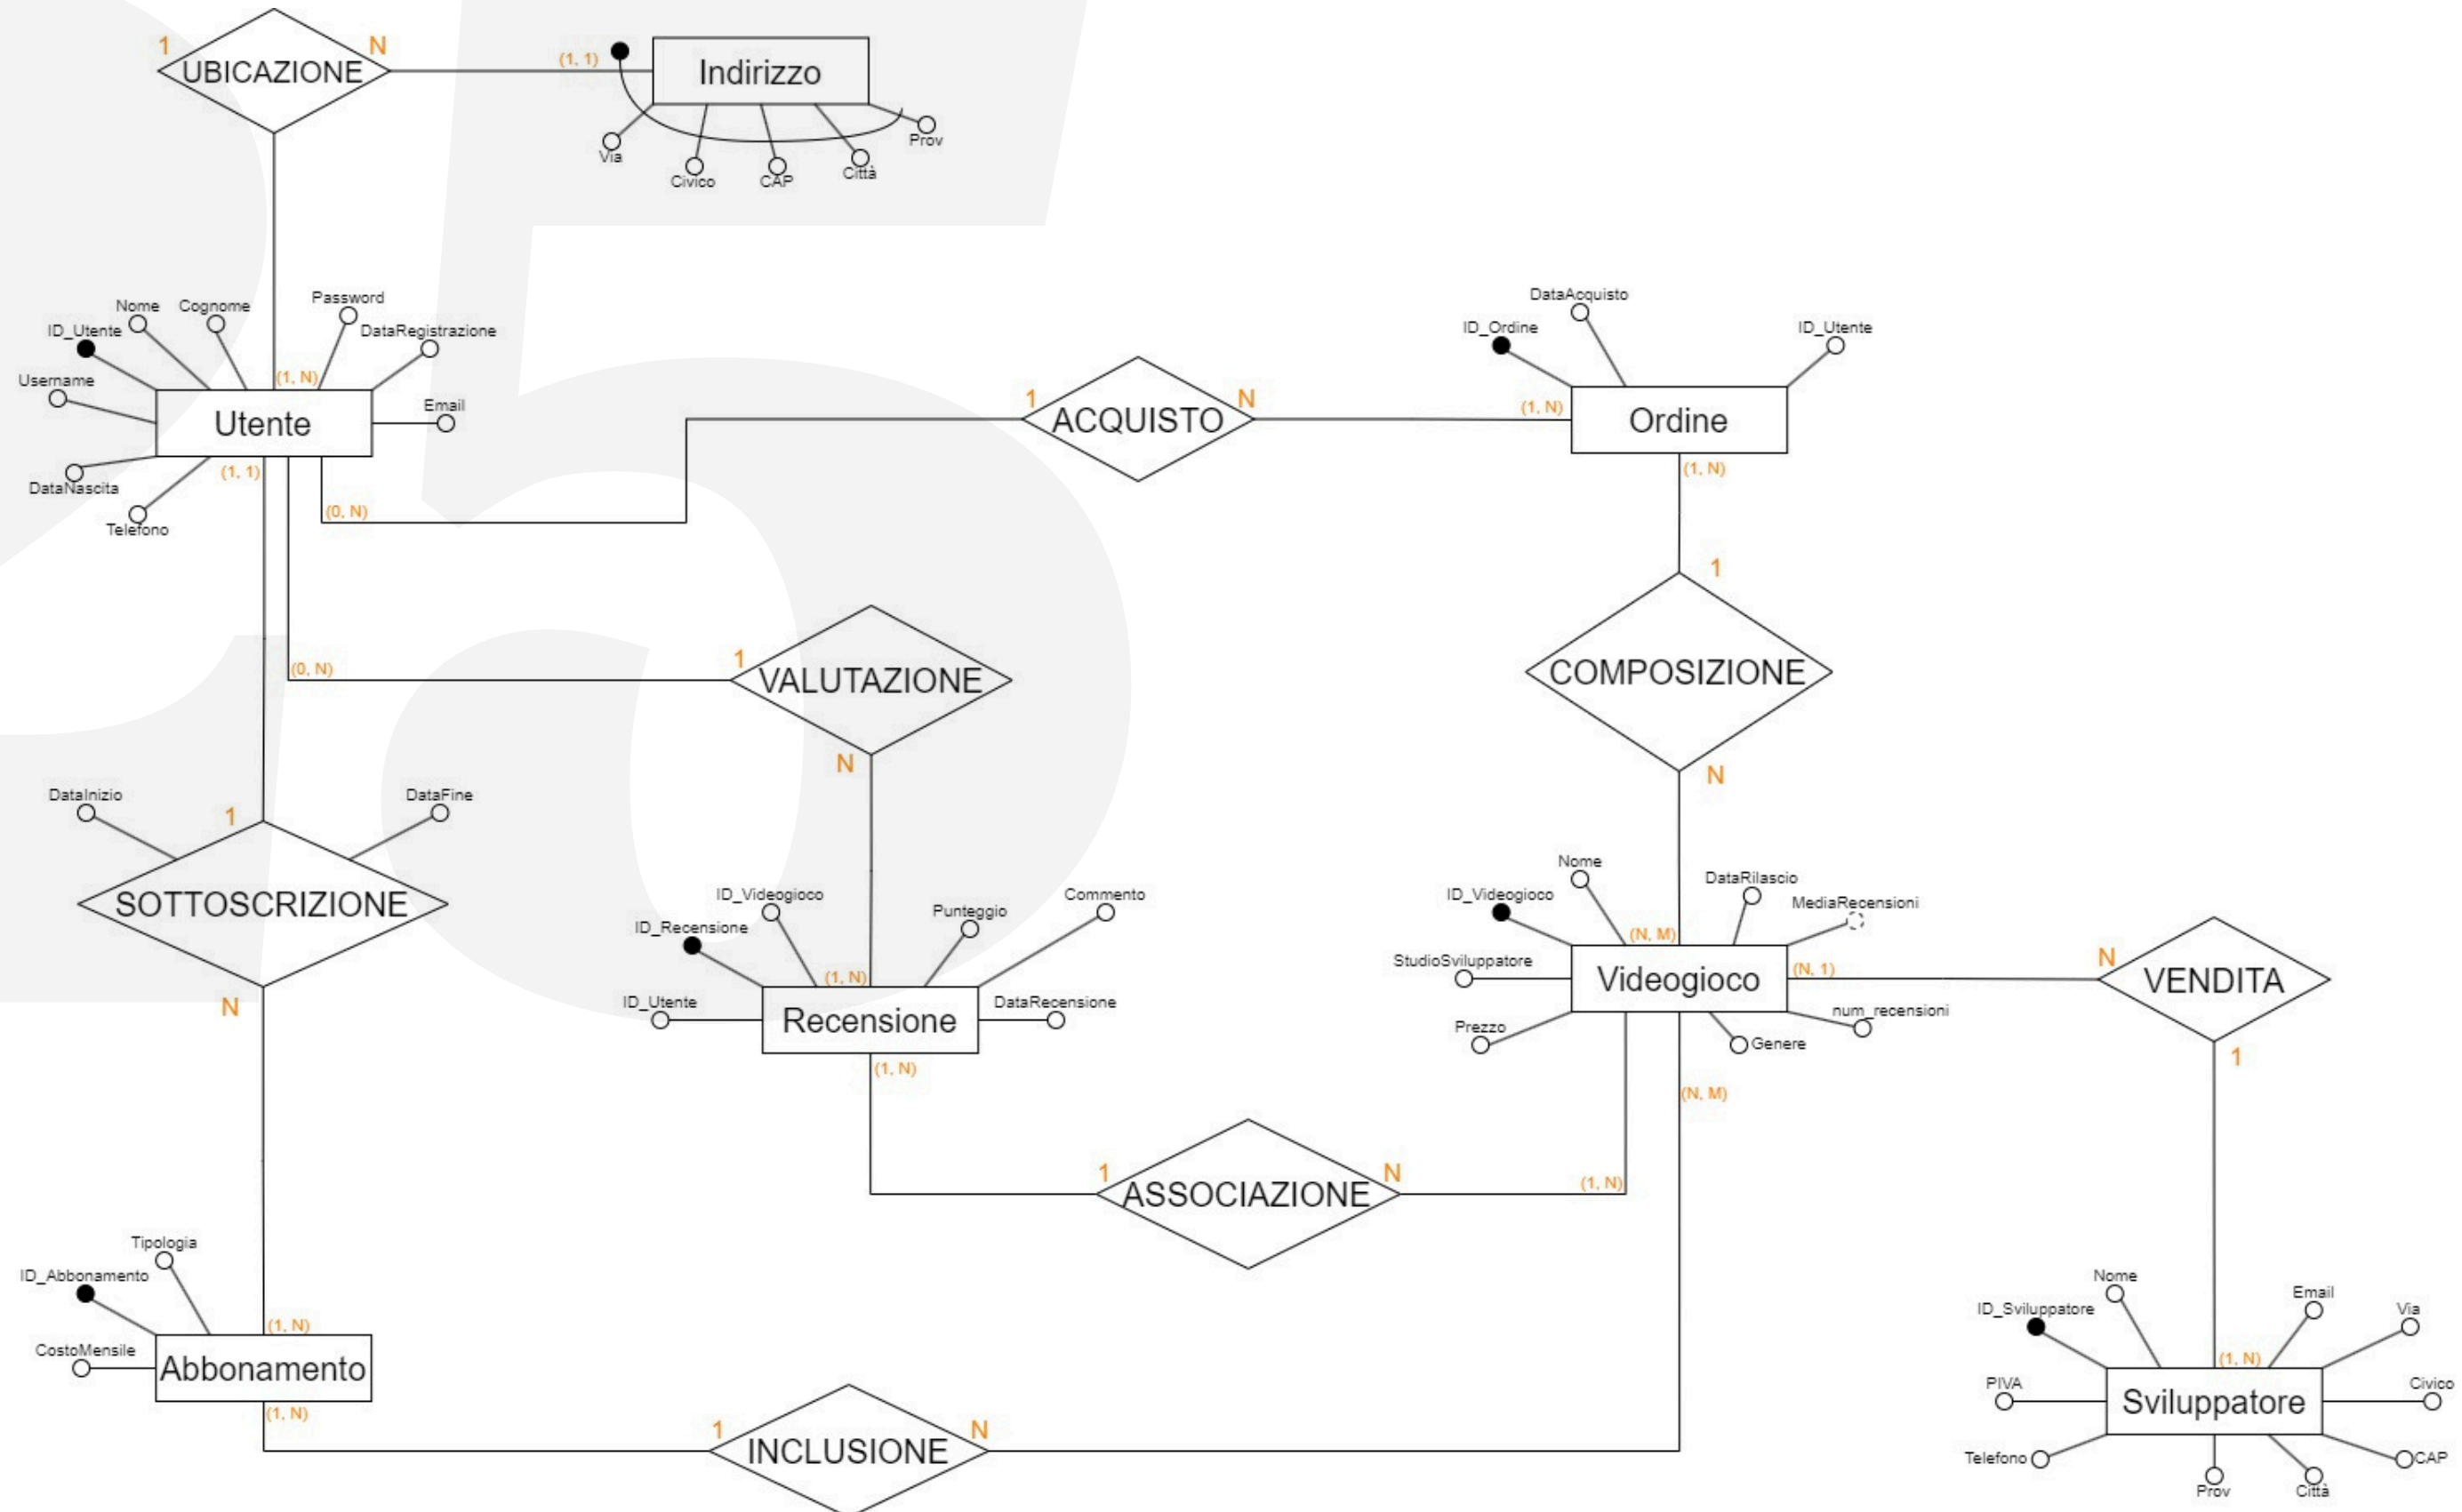 1
N
UBICAZIONE
(1, 1)
Indirizzo
Via
Civico
CAP
Città
Prov
Nome
Cognome
Password
ID_Utente
DataRegistrazione
Username
(1, N)
Email
Utente
DataNascita
(1, 1)
Telefono
(0, N)
1
N
ACQUISTO
(1, N)
DataAcquisto
ID_Ordine
ID_Utente
Ordine
(1, N)
1
COMPOSIZIONE
N
(0, N)
1
VALUTAZIONE
N
DataInizio
DataFine
1
SOTTOSCRIZIONE
N
ID_Videogioco
Commento
Punteggio
ID_Recensione
(1, N)
ID_Utente
DataRecensione
Recensione
(1, N)
Nome
DataRilascio
ID_Videogioco
MediaRecensioni
(N, M)
StudioSviluppatore
Videogioco
(N, 1)
N
VENDITA
1
Prezzo
Genere
num_recensioni
(N, M)
1
N
ASSOCIAZIONE
(1, N)
Tipologia
ID_Abbonamento
(1, N)
CostoMensile
Abbonamento
(1, N)
1
N
INCLUSIONE
Nome
Email
ID_Sviluppatore
Via
(1, N)
PIVA
Civico
Sviluppatore
Telefono
CAP
Prov
Città